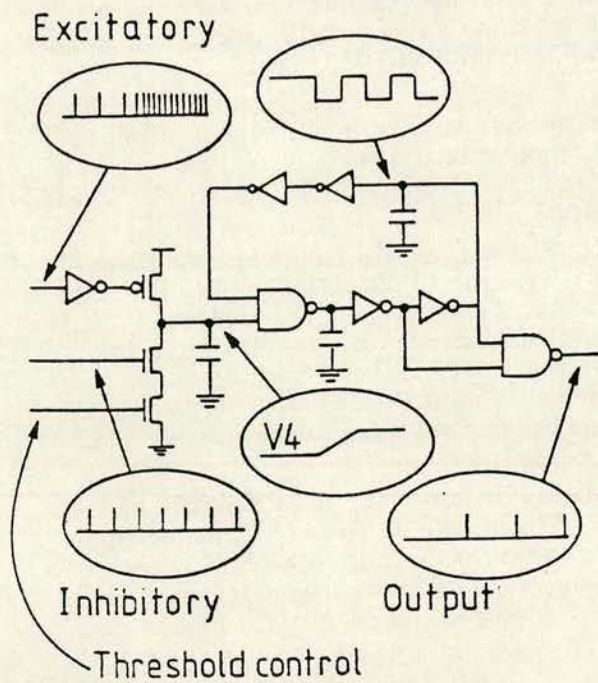 Excitatory
V4
Inhibitory
Output
Threshold control